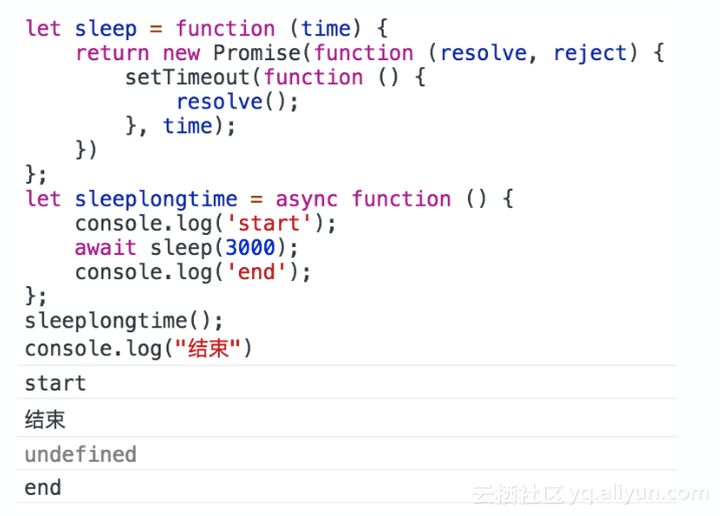 let sleep = function (time) {
    return new Promise(function (resolve, reject) {
        setTimeout(function () {
            resolve();
        }, time);
    })
};
let sleeplongtime = async function () {
    console.log('start');
    await sleep(3000);
    console.log('end');
};
sleeplongtime();
console.log("结束")
start
结束
undefined
end
云栖社区 yq.aliyun.com